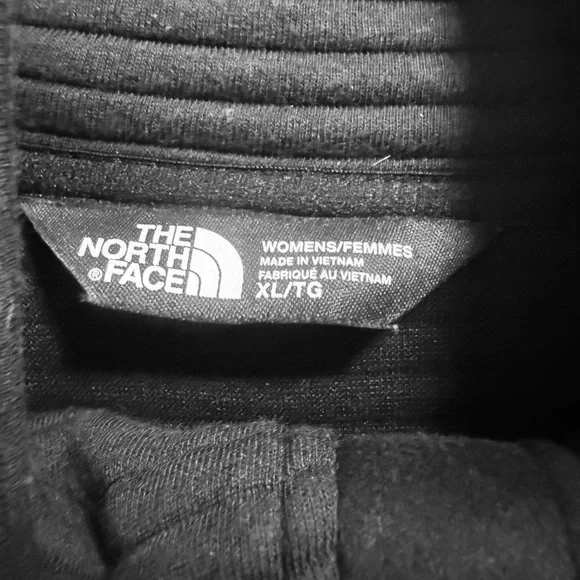 THE
NORTH
®FACE
WOMENS/FEMMES
MADE IN VIETNAM
FABRIQUÉ AU VIETNAM
XL/TG